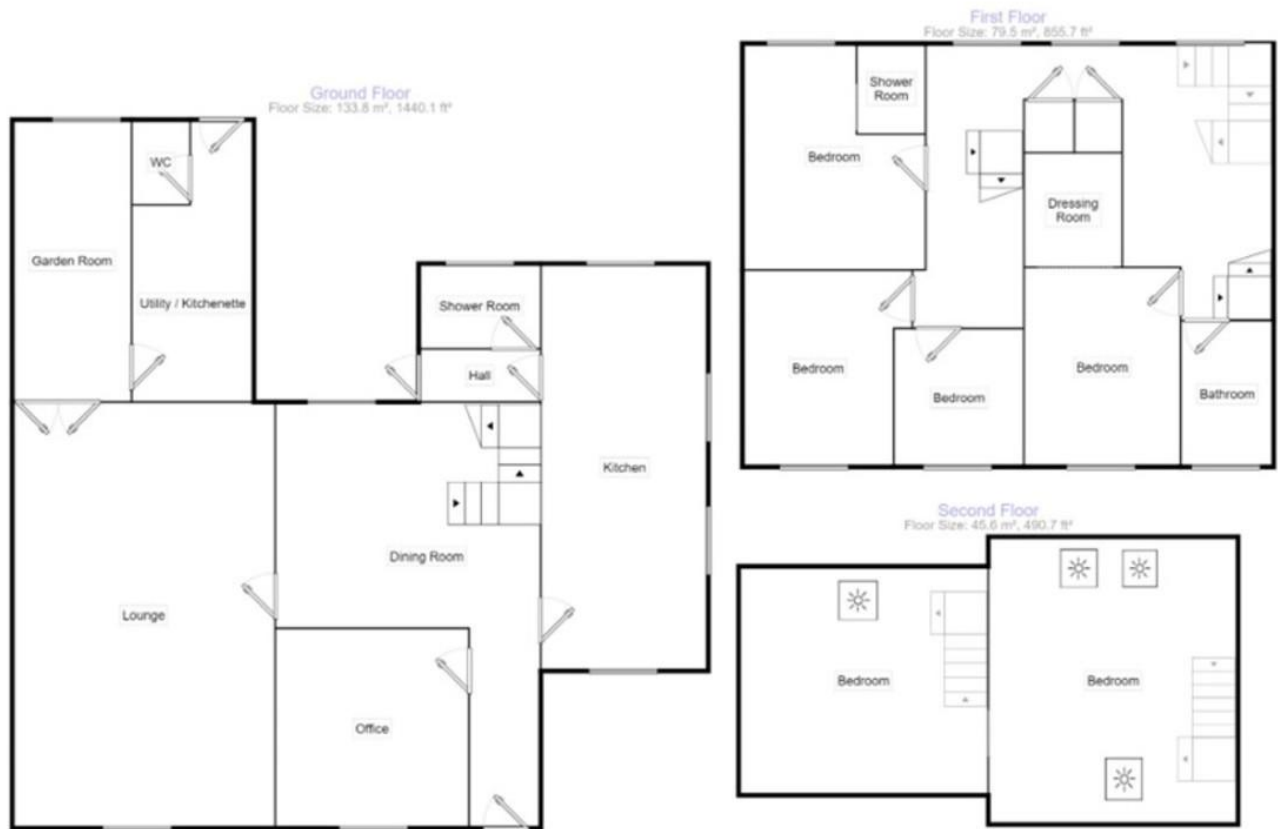 Ground Floor
Floor Size: 133.8 m², 1440.1 ft²
WC
Garden Room
Utility / Kitchenette
Shower Room
Hall
Kitchen
Dining Room
Lounge
Office
First Floor
Floor Size: 79.5 m², 855.7 ft²
Shower
Room
Bedroom
Dressing
Room
Bedroom
Bedroom
Bedroom
Bathroom
Second Floor
Floor Size: 45.6 m², 490.7 ft²
Bedroom
Bedroom